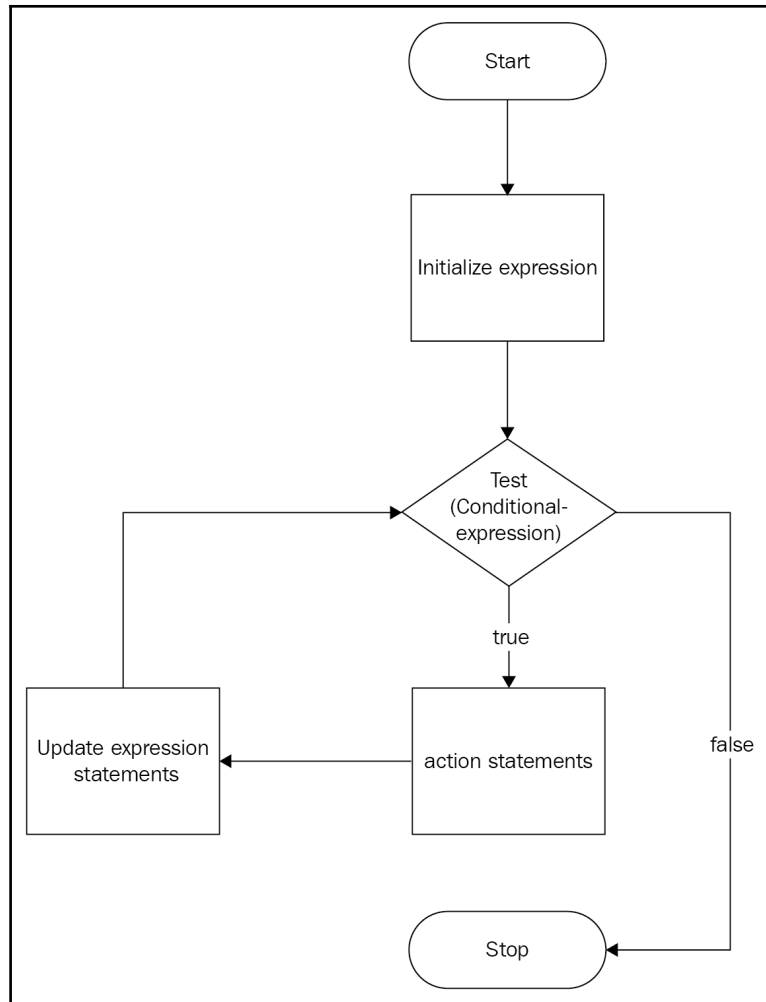 Start
Initialize expression
Test
(Conditional-
expression)
true
Update expression
statements
action statements
false
Stop